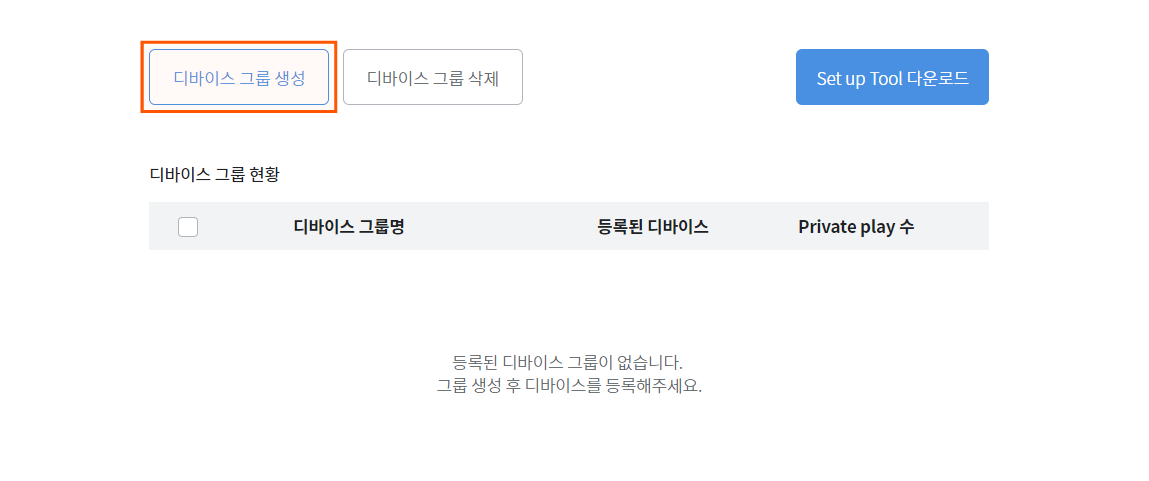 디바이스 그룹 생성
디바이스 그룹 삭제
Set up Tool 다운로드
디바이스 그룹 현황
디바이스 그룹명
등록된 디바이스
Private play 수
등록된 디바이스 그룹이 없습니다.
그룹 생성 후 디바이스를 등록해주세요.